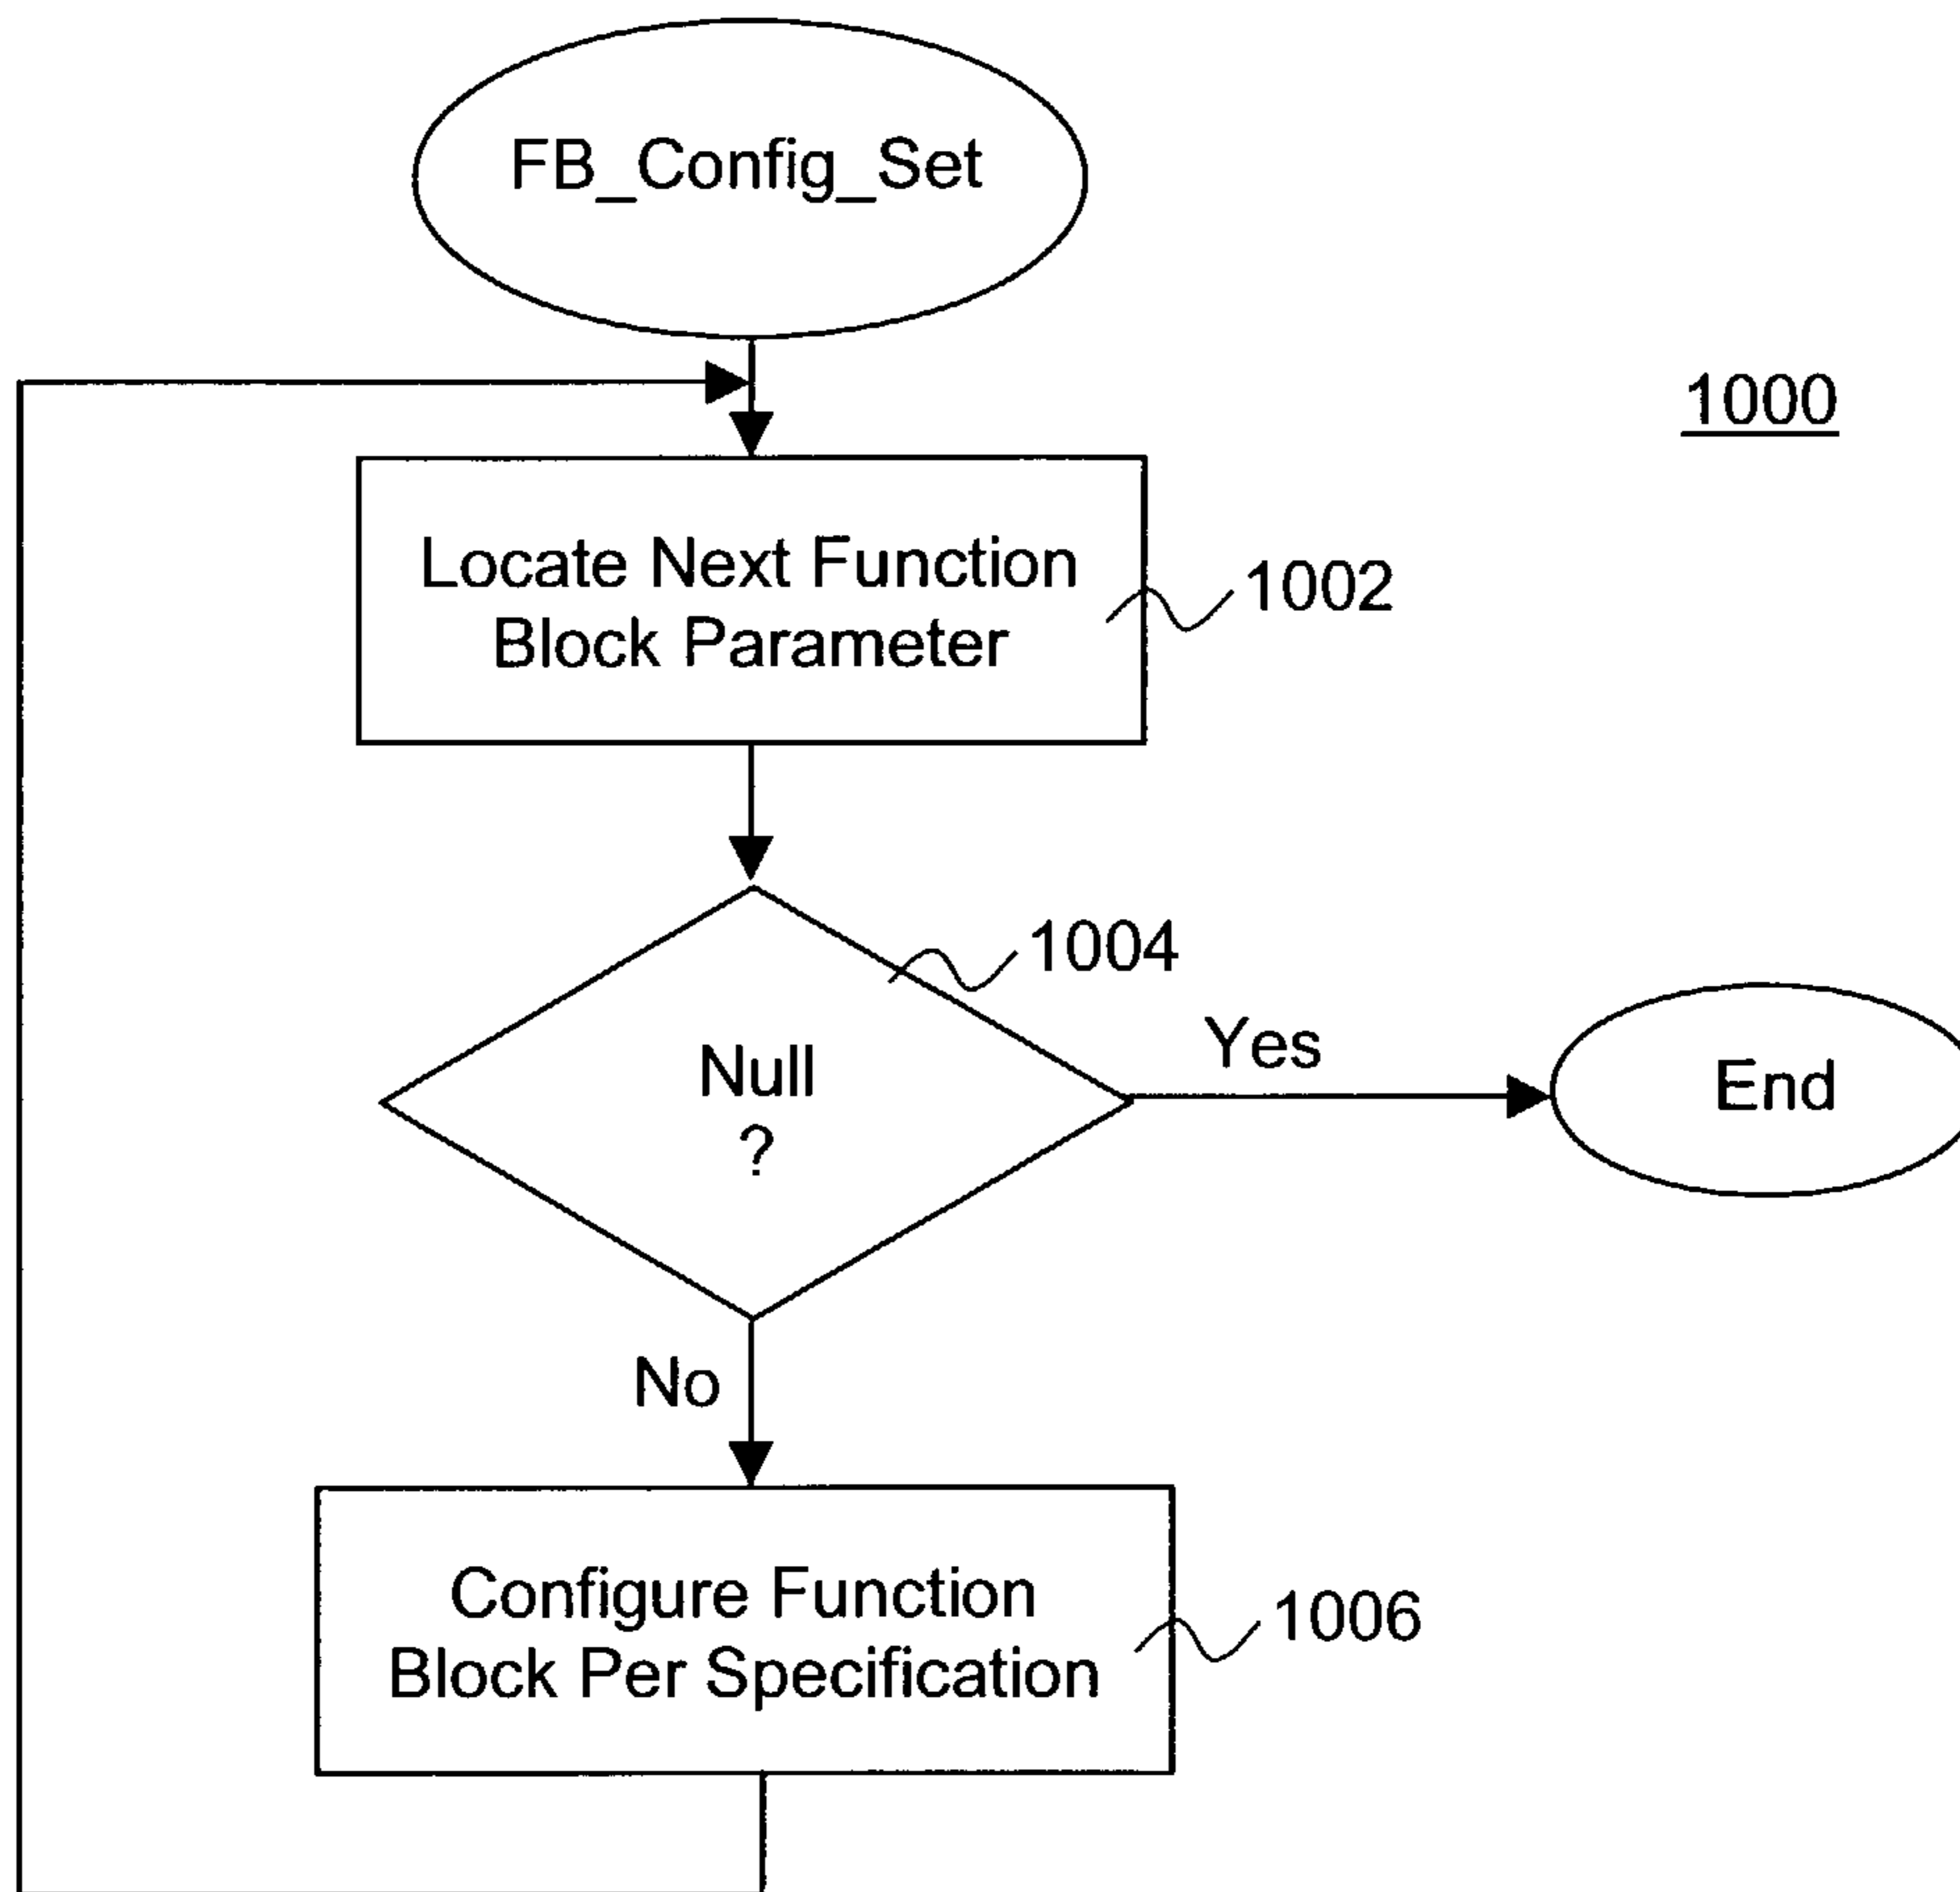 FB_Config_Set
1000
Locate Next Function
Block Parameter
1002
1004
Null
?
Yes
End
No
Configure Function
Block Per Specification
1006